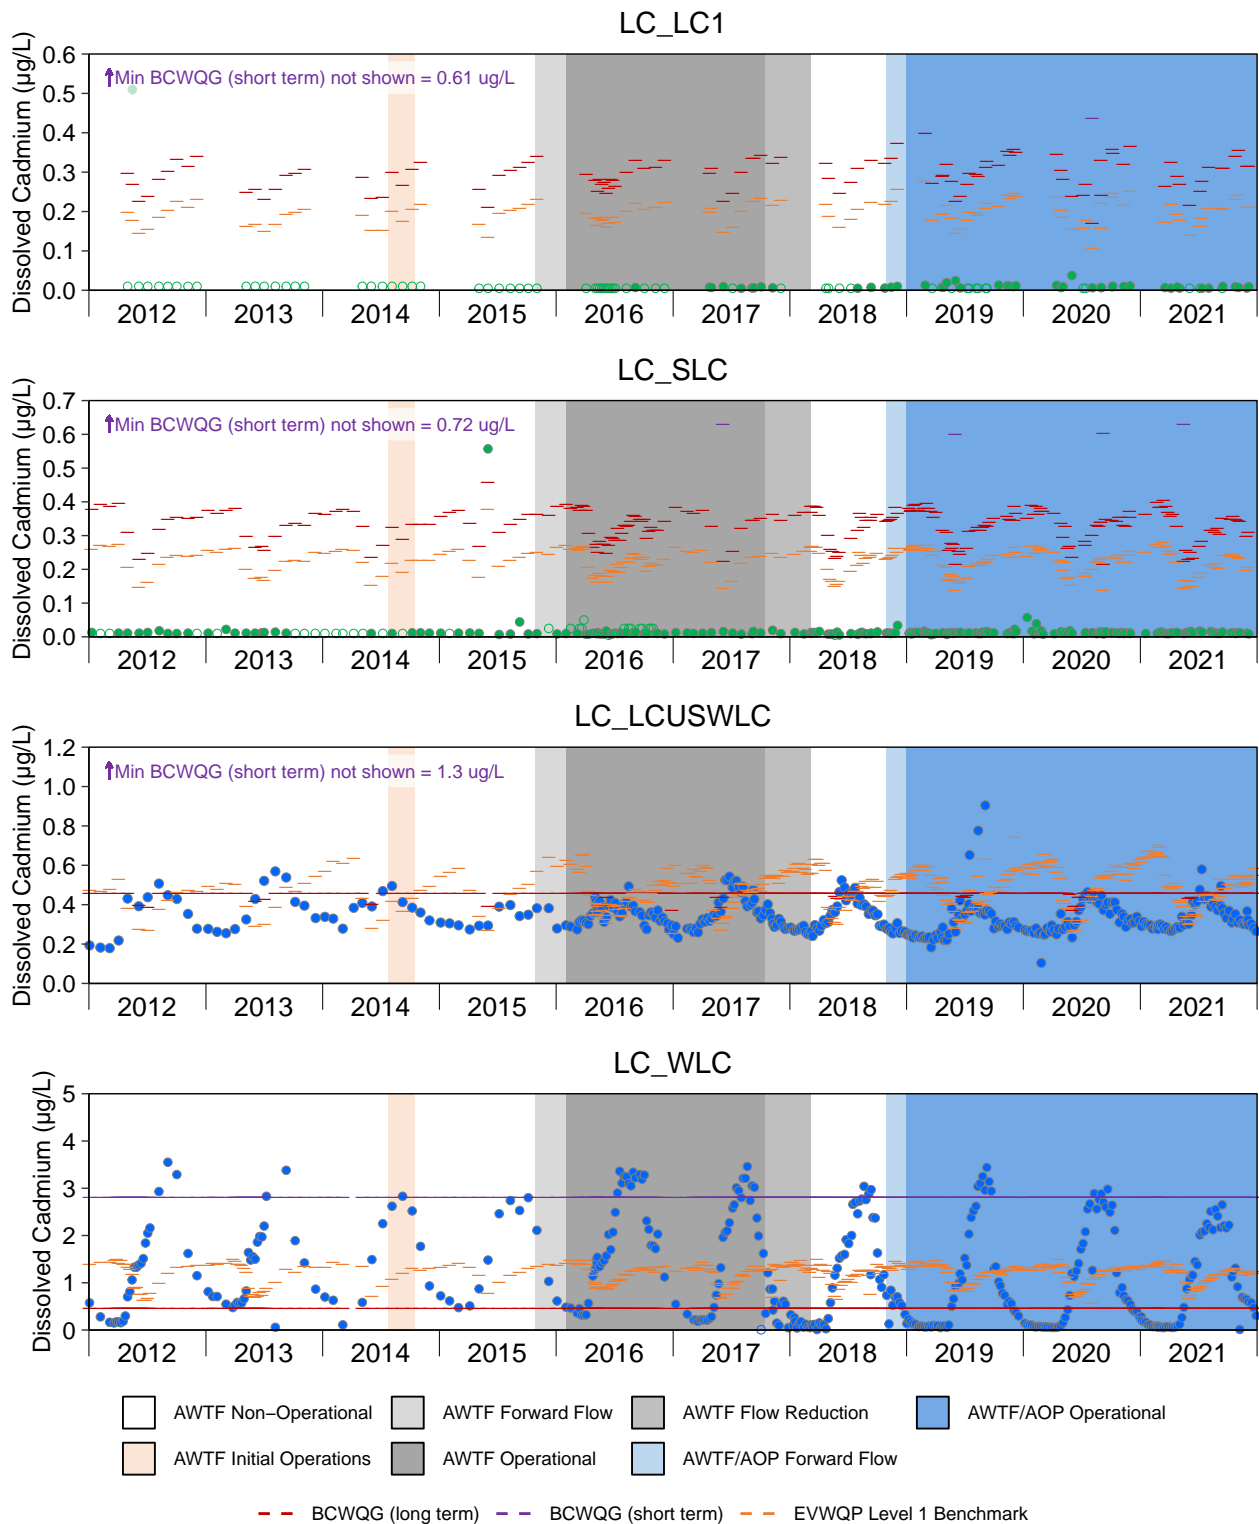 LC_LC1
Dissolved Cadmium (µg/L)
0.6
0.5
0.4
0.3
0.2
0.1
0.0
Min BCWQG (short term) not shown = 0.61 ug/L
2012 2013 2014 2015 2016 2017 2018 2019 2020 2021
LC_SLC
Dissolved Cadmium (µg/L)
0.7
0.6
0.5
0.4
0.3
0.2
0.1
0.0
Min BCWQG (short term) not shown = 0.72 ug/L
2012 2013 2014 2015 2016 2017 2018 2019 2020 2021
LC_LCUSWLC
Dissolved Cadmium (µg/L)
1.2
1.0
0.8
0.6
0.4
0.2
0.0
Min BCWQG (short term) not shown = 1.3 ug/L
2012 2013 2014 2015 2016 2017 2018 2019 2020 2021
LC_WLC
Dissolved Cadmium (µg/L)
5
4
3
2
1
0
2012 2013 2014 2015 2016 2017 2018 2019 2020 2021
AWTF Non−Operational AWTF Forward Flow AWTF Flow Reduction AWTF/AOP Operational
AWTF Initial Operations AWTF Operational AWTF/AOP Forward Flow
BCWQG (long term) BCWQG (short term) EVWQP Level 1 Benchmark